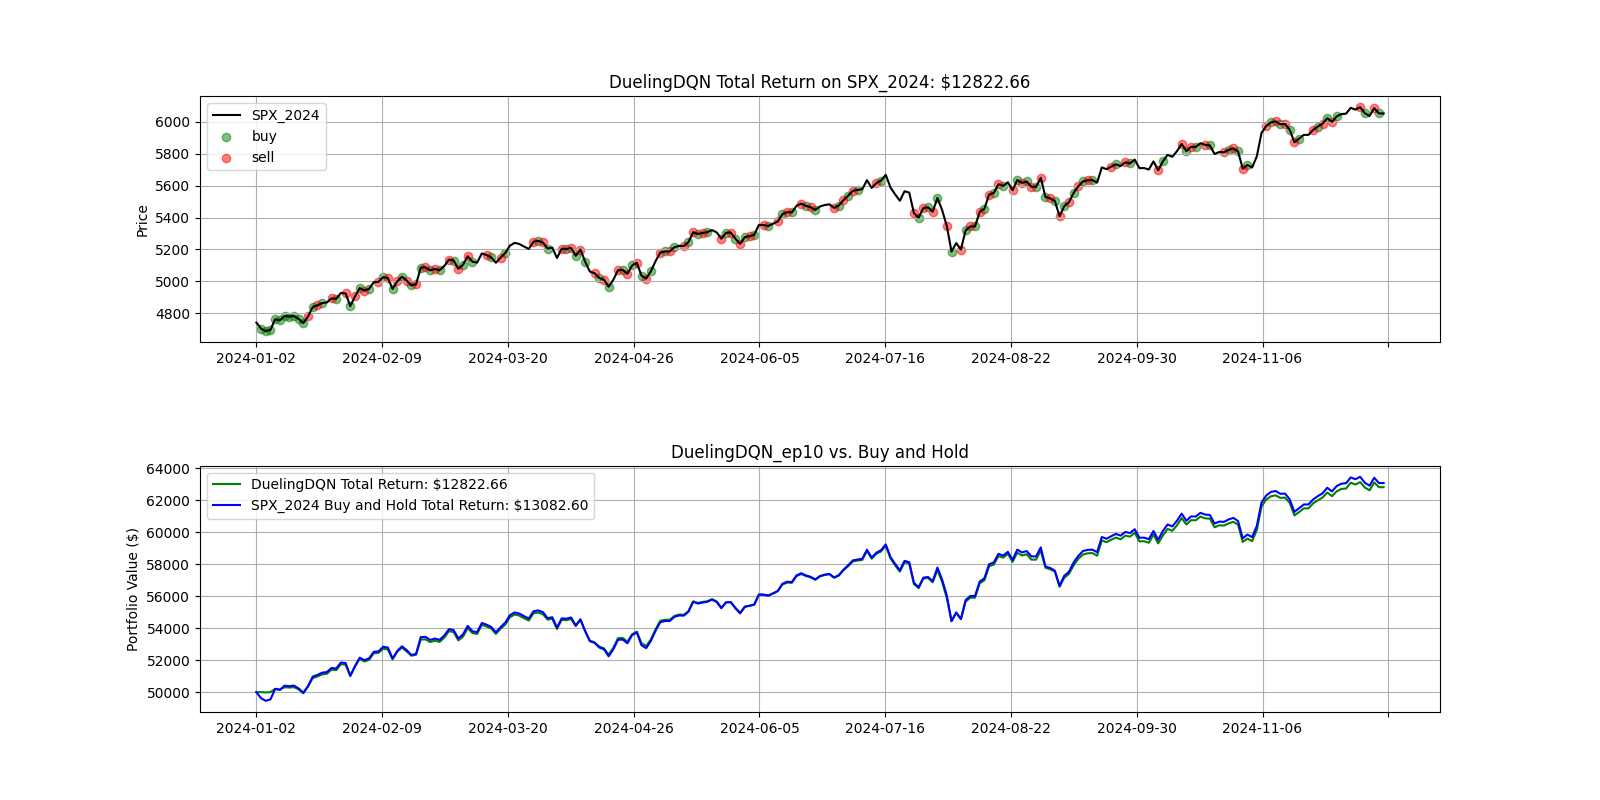 DuelingDQN Total Return on SPX_2024: $12822.66
SPX_2024
buy
sell
Price
6000
5800
5600
5400
5200
5000
4800
2024-01-02 2024-02-09 2024-03-20 2024-04-26 2024-06-05 2024-07-16 2024-08-22 2024-09-30 2024-11-06
DuelingDQN_ep10 vs. Buy and Hold
DuelingDQN Total Return: $12822.66
SPX_2024 Buy and Hold Total Return: $13082.60
Portfolio Value ($)
64000
62000
60000
58000
56000
54000
52000
50000
2024-01-02 2024-02-09 2024-03-20 2024-04-26 2024-06-05 2024-07-16 2024-08-22 2024-09-30 2024-11-06